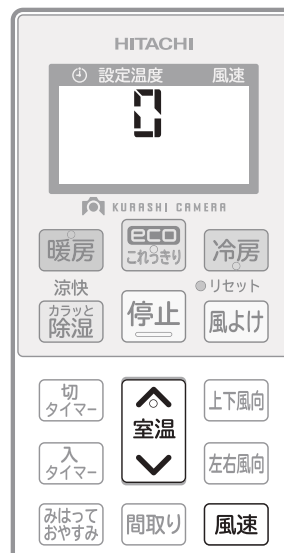 HITACHI
設定温度 風速
0
KURASHI CAMERA
暖房
eco
これっきり
冷房
涼快
カラッと
除湿
停止
リセット
風よけ
切
タイマー
室温
上下風向
入
タイマー
左右風向
みはって
おやすみ
間取り
風速